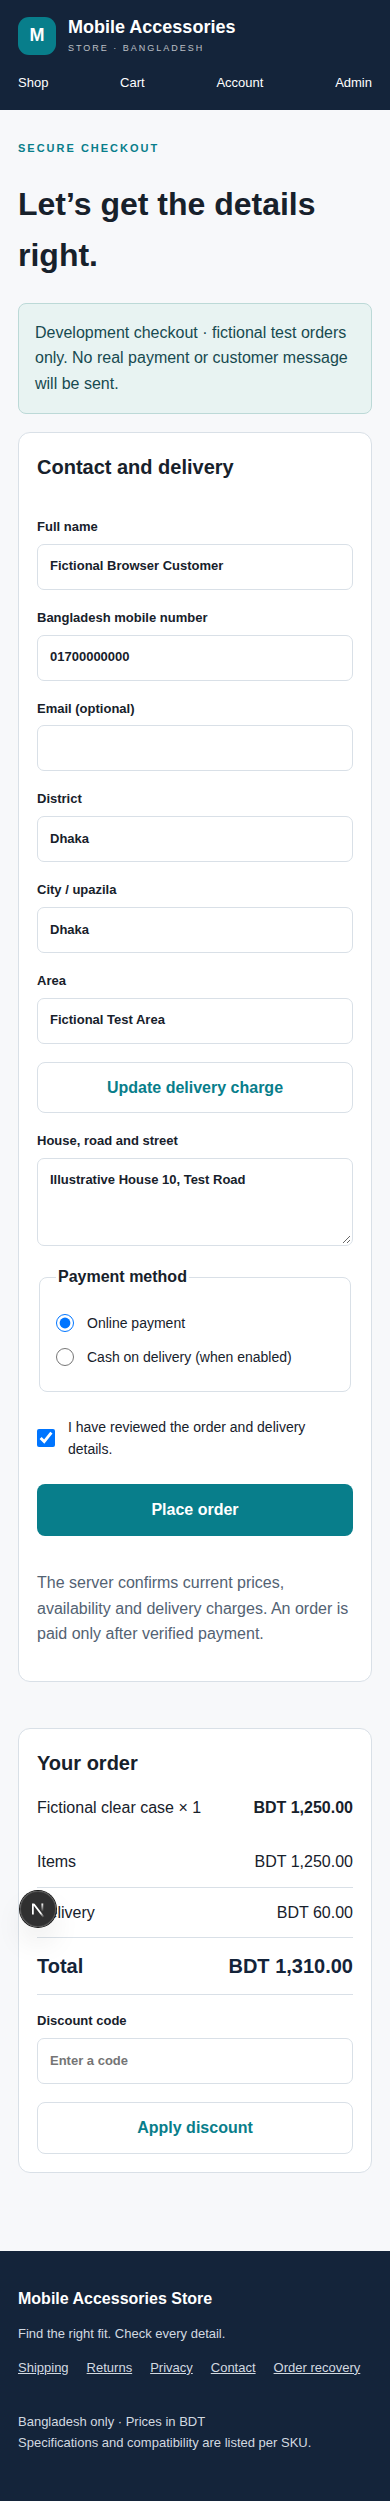 M
Mobile Accessories
STORE · BANGLADESH
Shop Cart Account Admin
SECURE CHECKOUT
Let’s get the details
right.
Development checkout · fictional test orders
only. No real payment or customer message
will be sent.
Contact and delivery
Full name
Fictional Browser Customer
Bangladesh mobile number
01700000000
Email (optional)
District
Dhaka
City / upazila
Dhaka
Area
Fictional Test Area
Update delivery charge
House, road and street
Illustrative House 10, Test Road
Payment method
Online payment
Cash on delivery (when enabled)
I have reviewed the order and delivery
details.
Place order
The server confirms current prices,
availability and delivery charges. An order is
paid only after verified payment.
Your order
Fictional clear case × 1 BDT 1,250.00
Items BDT 1,250.00
livery BDT 60.00
Total BDT 1,310.00
Discount code
Enter a code
Apply discount
Mobile Accessories Store
Find the right fit. Check every detail.
Shipping Returns Privacy Contact Order recovery
Bangladesh only · Prices in BDT
Specifications and compatibility are listed per SKU.